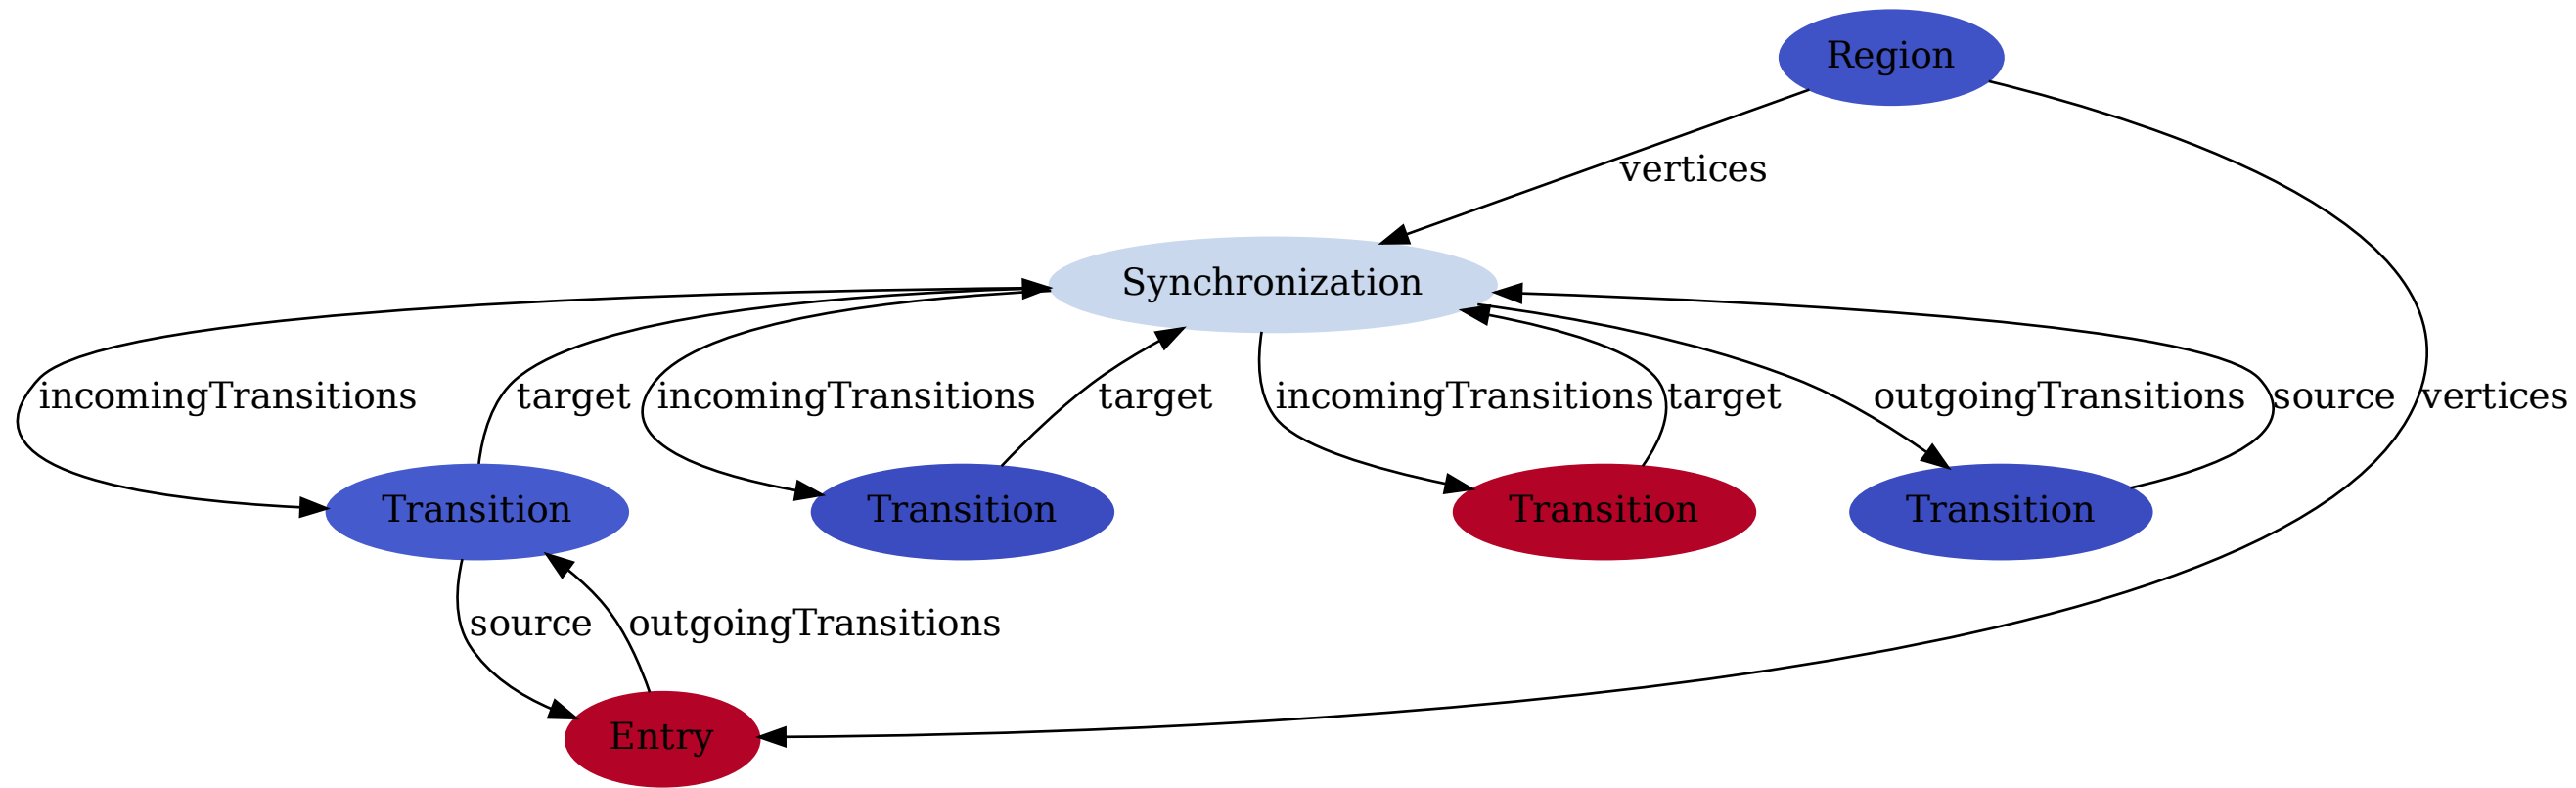 Region
vertices
Synchronization
incomingTransitions
target
incomingTransitions
target
incomingTransitions
target
outgoingTransitions
source
vertices
Transition
Transition
Transition
Transition
source
outgoingTransitions
Entry